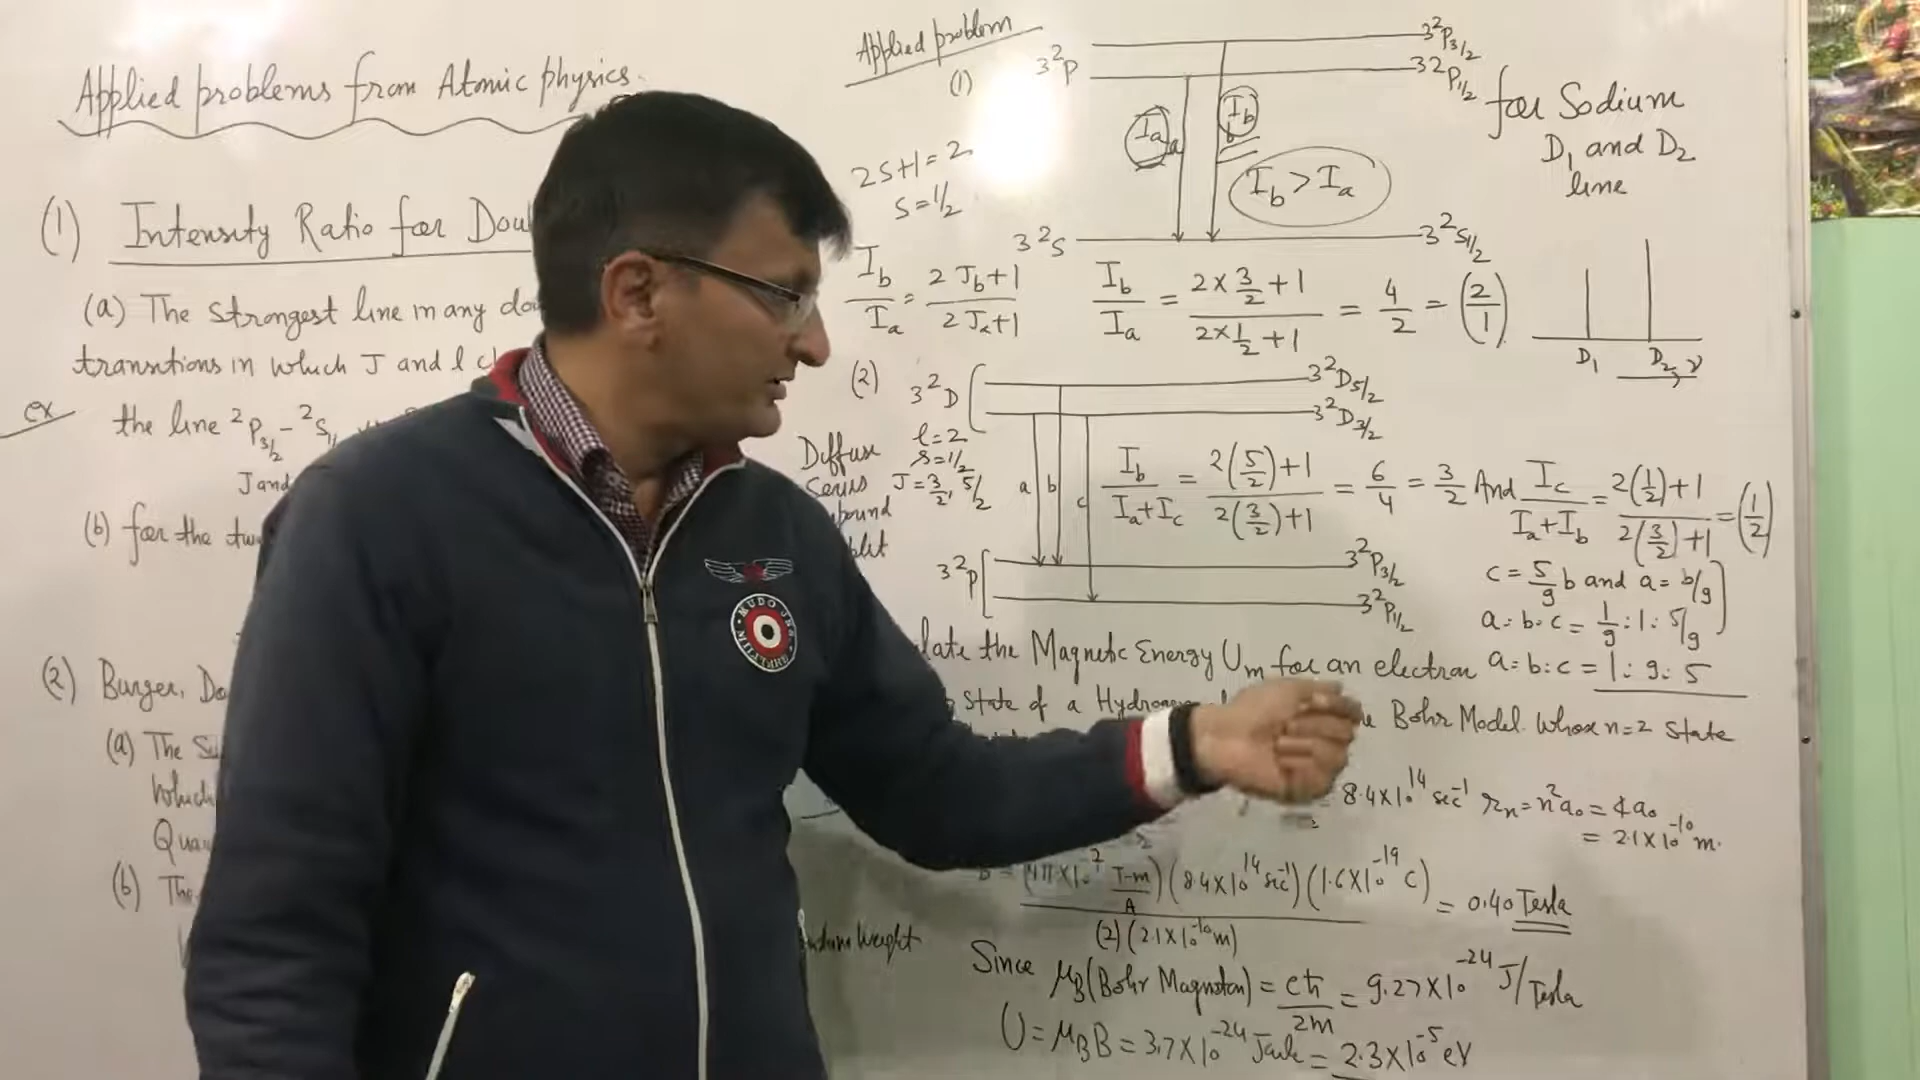 Applied problems from Atomic physics.
(1) Intensity Ratio for Dou
(a) The strongest line in any do
transitions in which J and l c
ex the line ²P3/2 - ²S
J and
(b) for the tw
(2) Burger, Do
(a) The Su
which
Quan
(b) The
Applied problem
(1)
3²P
3²P3/2
3²P1/2
for Sodium
D1 and D2
line
2S+1=2
S=1/2
Ia a
Ib b
Ib > Ia
3²S
3²S1/2
Ib/Ia = (2Jb+1)/(2Ja+1)
Ib/Ia = (2×3/2+1)/(2×1/2+1) = 4/2 = (2/1)
D1 D2 ν
(2) 3²D
3²D5/2
3²D3/2
Diffuse
Series
l=2
s=1/2
J=3/2, 5/2
a b c
Ib/(Ia+Ic) = (2(5/2)+1)/(2(3/2)+1) = 6/4 = 3/2 And Ic/(Ia+Ib) = (2(1/2)+1)/(2(3/2)+1) = (1/2)
3²P
3²P3/2
3²P1/2
c = 5/9 b and a = b/9
a:b:c = 1/9 : 1 : 5/9
late the Magnetic Energy Um for an electron
a:b:c = 1:9:5
State of a Hydrogen
Bohr Model. Whose n=2 state
8.4×10^14 sec^-1 rn = n²a0 = 4a0
= 2.1×10^-10 m.
T-m/A)(8.4×10^14 sec^-1)(1.6×10^-19 C)
(2)(2.1×10^-10 m)
= 0.40 Tesla
Weight
Since μB (Bohr Magneton) = eħ/2m = 9.27×10^-24 J/Tesla
U = μB B = 3.7×10^-24 Joule = 2.3×10^-5 eV
MUDO